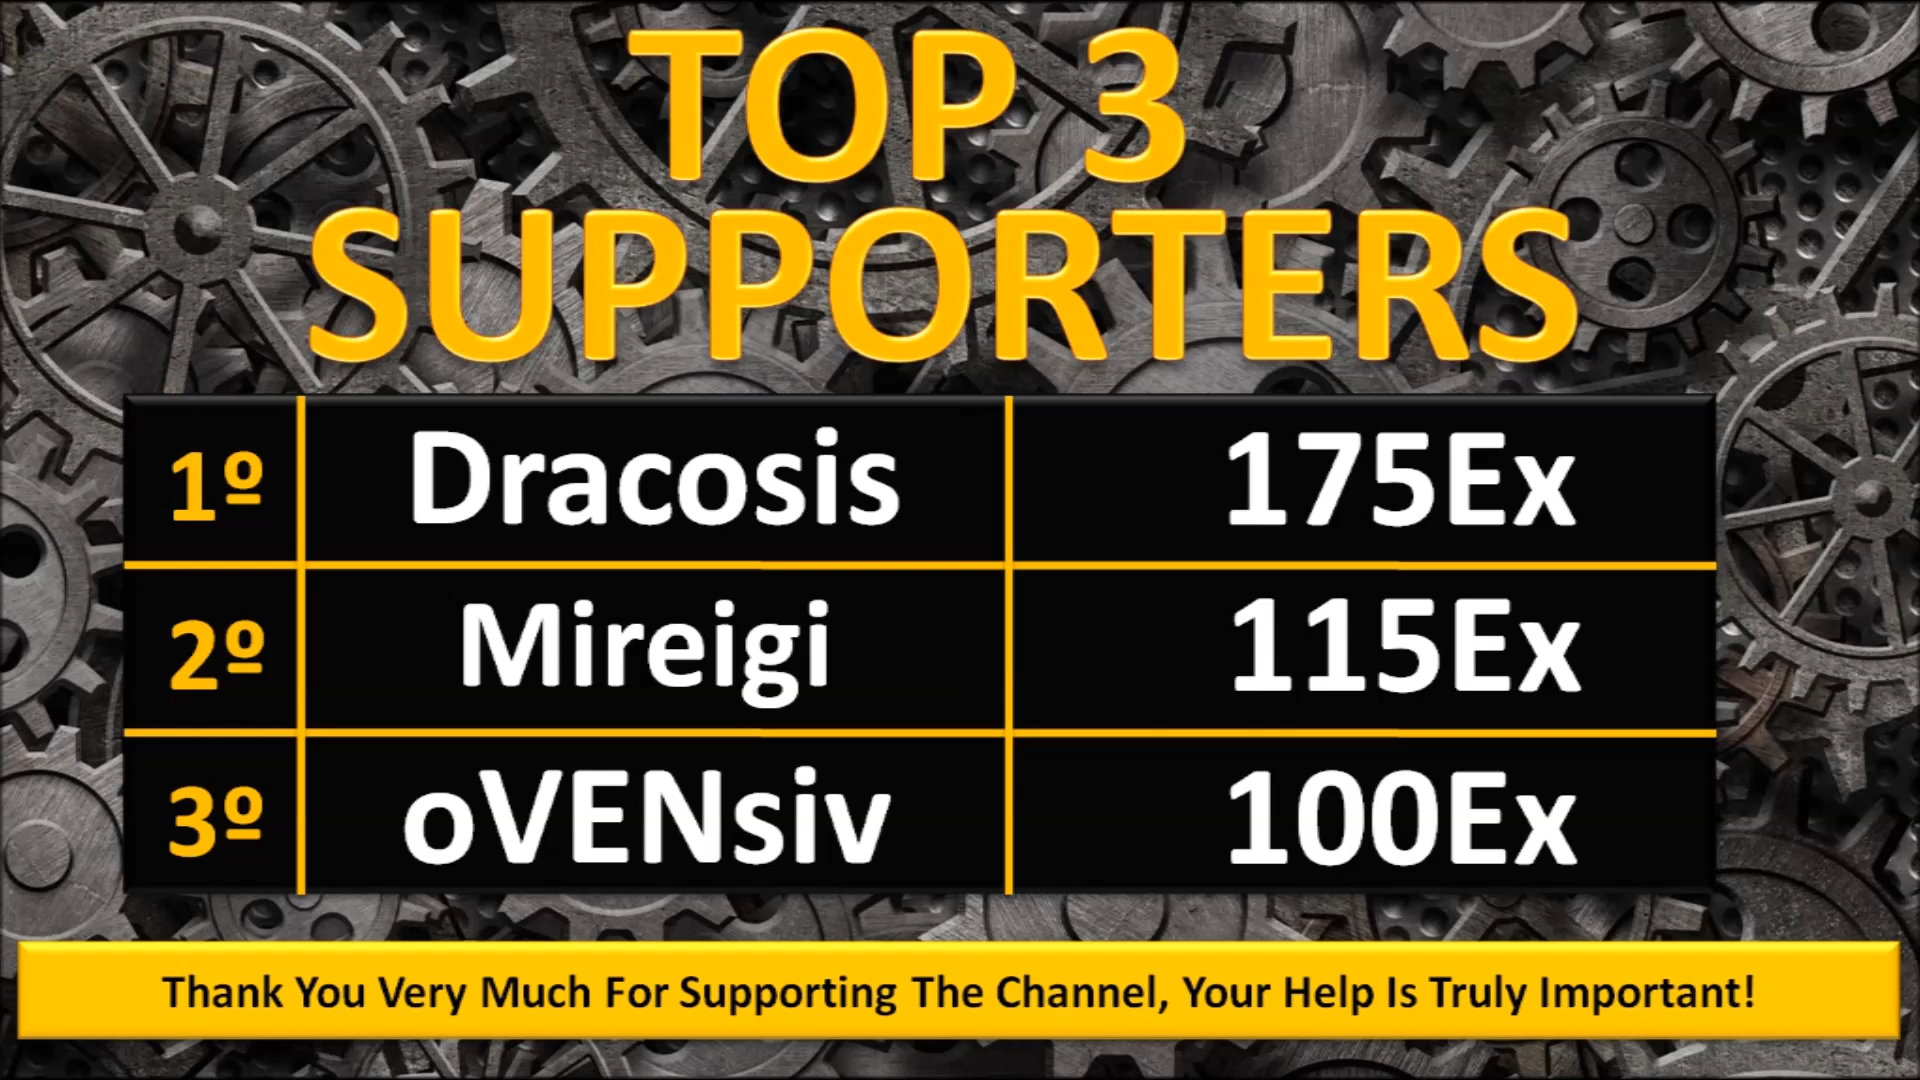 TOP 3
SUPPORTERS
1º Dracosis 175Ex
2º Mireigi 115Ex
3º oVENsiv 100Ex
Thank You Very Much For Supporting The Channel, Your Help Is Truly Important!